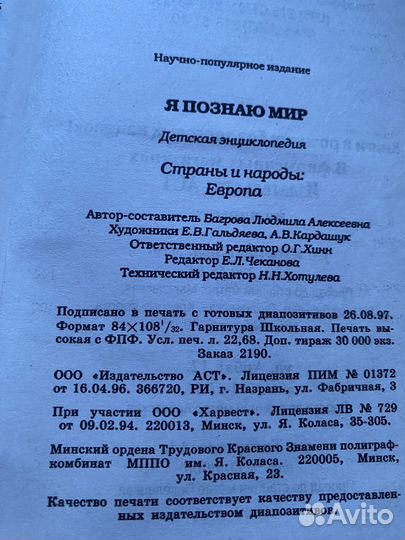 Научно-популярное издание
Я ПОЗНАЮ МИР
Детская энциклопедия
Страны и народы:
Европа
Автор-составитель Багрова Людмила Алексеевна
Художники Е.В.Гальдяева, А.В.Кардашук
Ответственный редактор О.Г.Хинн
Редактор Е.Л.Чеканова
Технический редактор Н.Н.Хотулева
Подписано в печать с готовых диапозитивов 26.08.97.
Формат 84×108 1/32. Гарнитура Школьная. Печать вы-
сокая с ФПФ. Усл. печ. л. 22,68. Доп. тираж 30 000 экз.
Заказ 2190.
ООО «Издательство АСТ». Лицензия ПИМ № 01372
от 16.04.96. 366720, РИ, г. Назрань, ул. Фабричная, 3
При участии ООО «Харвест». Лицензия ЛВ № 729
от 09.02.94. 220013, Минск, ул. Я. Коласа, 35-305.
Минский ордена Трудового Красного Знамени полиграф-
комбинат МППО им. Я. Коласа. 220005, Минск,
ул. Красная, 23.
Качество печати соответствует качеству предоставлен-
ных издательством диапозитивов.
Avito